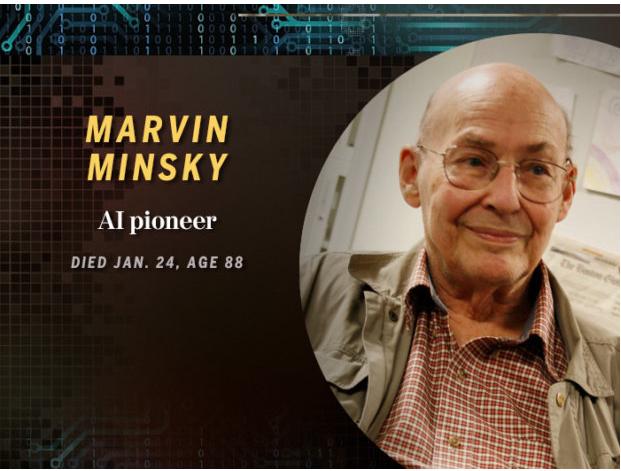 MARVIN
MINSKY
AI pioneer
DIED JAN. 24, AGE 88